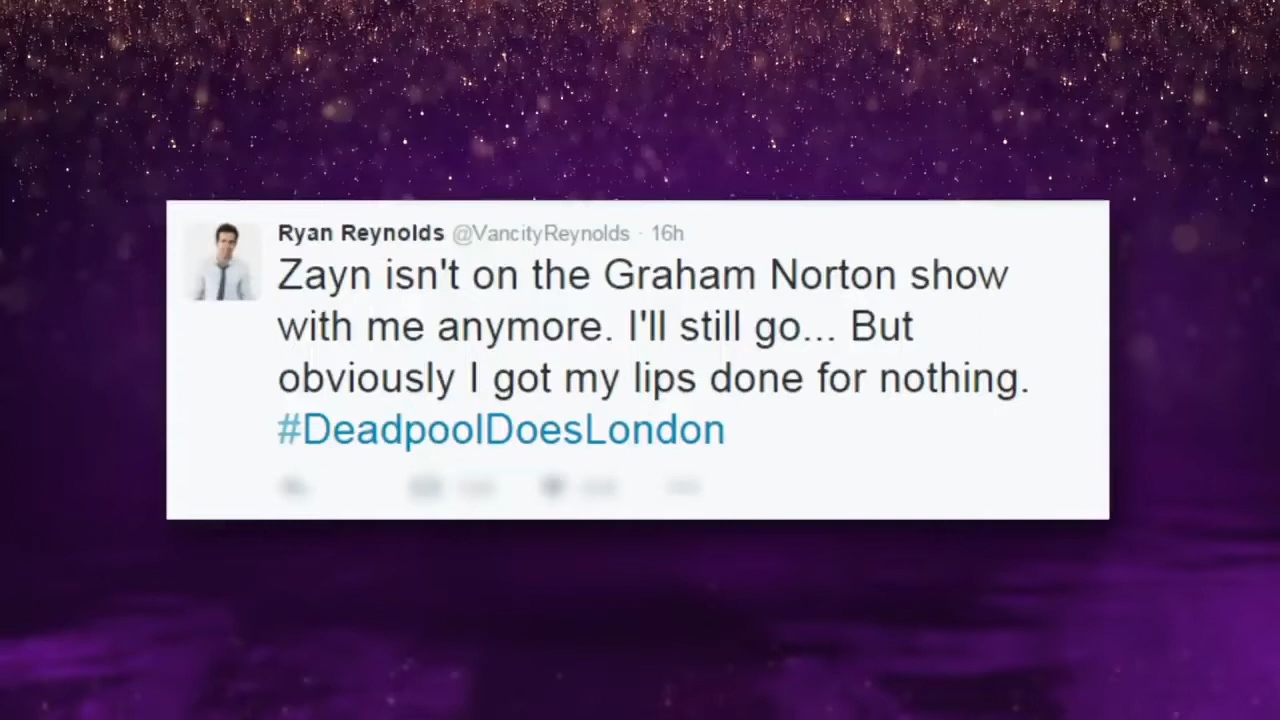 Ryan Reynolds @VancityReynolds · 16h
Zayn isn't on the Graham Norton show
with me anymore. I'll still go... But
obviously I got my lips done for nothing.
#DeadpoolDoesLondon